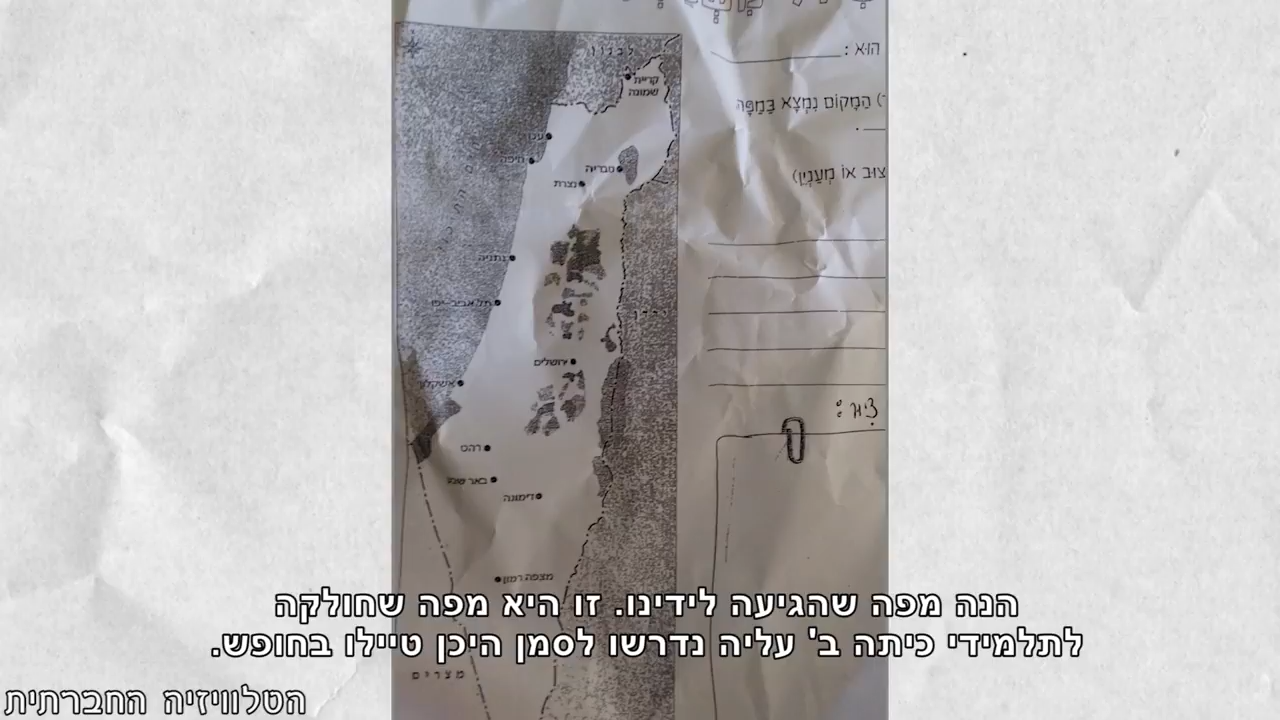 הוּא :
לבנון
קריית
שמונה
הַמָּקוֹם נִמְצָא בַּמַּפָּה
עכו
חיפה
טבריה
נצרת
אוֹ מְעַנְיֵן)
נתניה
תל אביב-יפו
ירדן
ירושלים
אשקלון
צִיּוּר :
רהט
באר שבע
דימונה
מצפה רמון
הנה מפה שהגיעה לידינו. זו היא מפה שחולקה
לתלמידי כיתה ב' עליה נדרשו לסמן היכן טיילו בחופש.
מצרים
הטלוויזיה החברתית